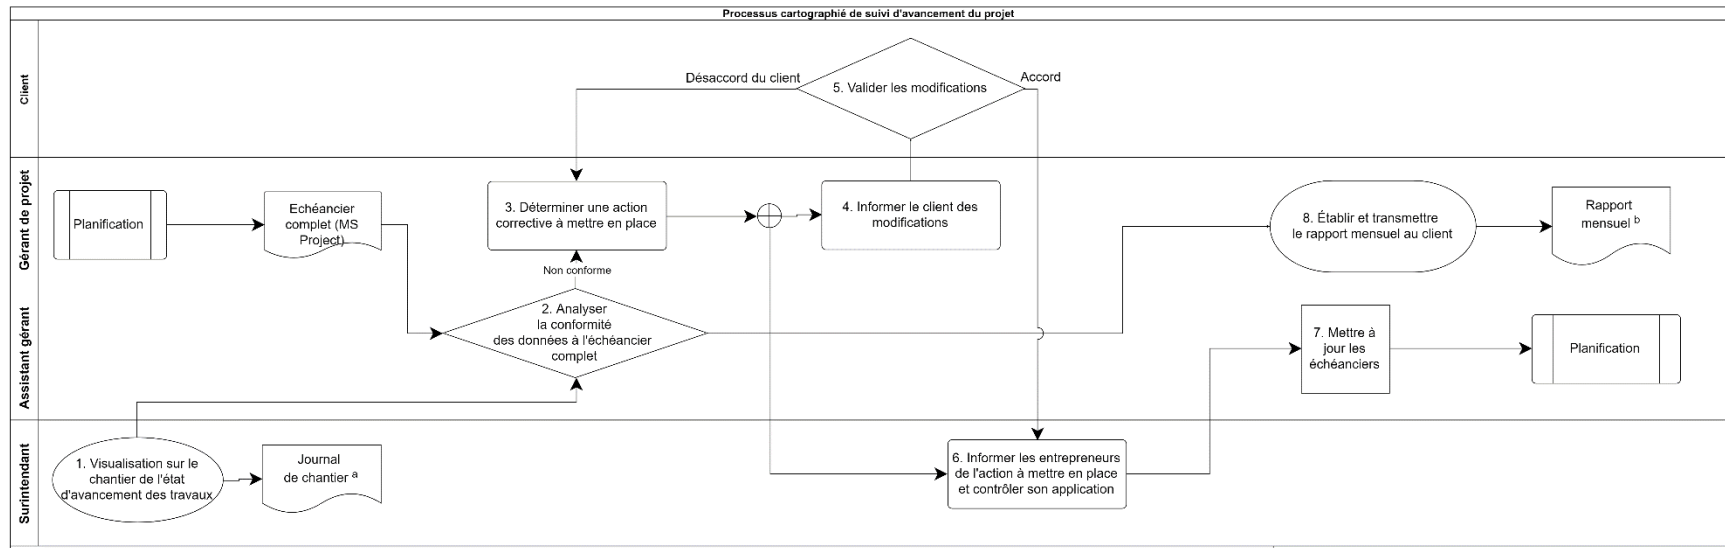 Processus cartographié de suivi d'avancement du projet
Client
Désaccord du client
5. Valider les modifications
Accord
Gérant de projet
Planification
Echéancier
complet (MS
Project)
3. Déterminer une action
corrective à mettre en place
4. Informer le client des
modifications
8. Établir et transmettre
le rapport mensuel au client
Rapport
mensuel b
Non conforme
Assistant gérant
2. Analyser
la conformité
des données à l'échéancier
complet
7. Mettre à
jour les
échéanciers
Planification
Surintendant
1. Visualisation sur le
chantier de l'état
d'avancement des travaux
Journal
de chantier a
6. Informer les entrepreneurs
de l'action à mettre en place
et contrôler son application